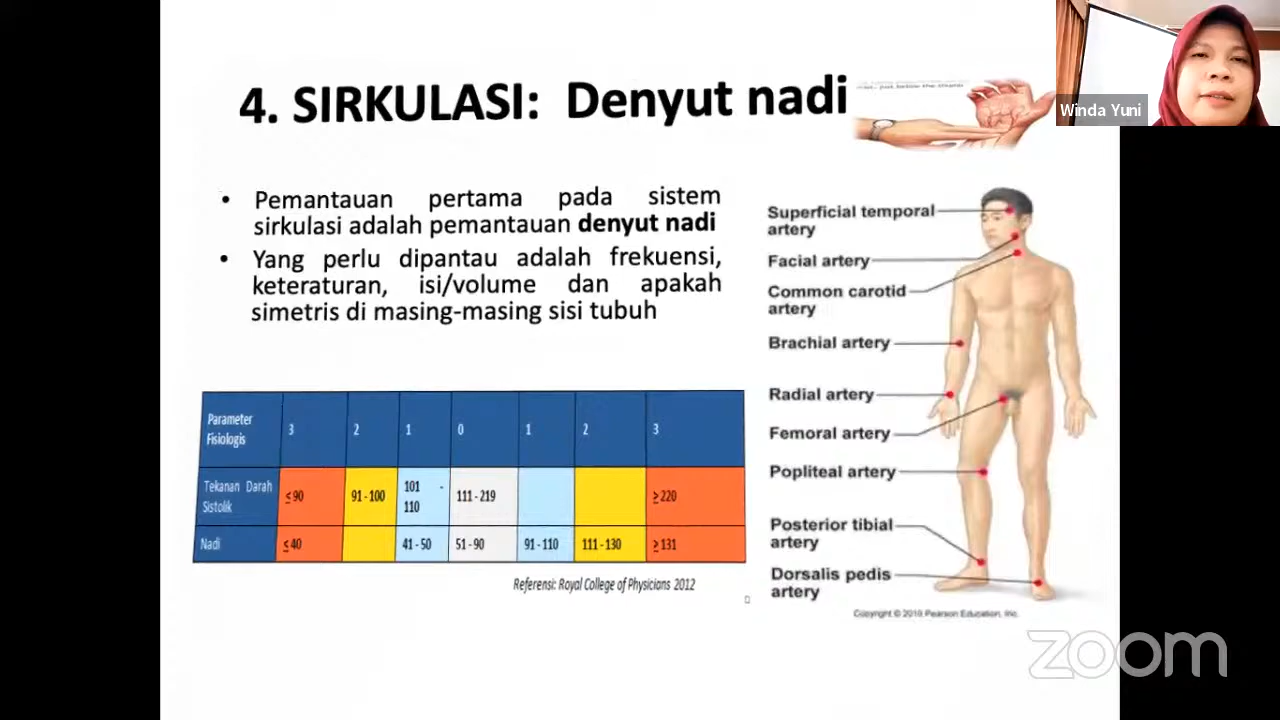 4. SIRKULASI: Denyut nadi
Winda Yuni
• Pemantauan pertama pada sistem
sirkulasi adalah pemantauan denyut nadi
• Yang perlu dipantau adalah frekuensi,
keteraturan, isi/volume dan apakah
simetris di masing-masing sisi tubuh
Superficial temporal
artery
Facial artery
Common carotid
artery
Brachial artery
Radial artery
Femoral artery
Popliteal artery
Posterior tibial
artery
Dorsalis pedis
artery
Copyright © 2010 Pearson Education, Inc.
Parameter
Fisiologis 3 2 1 0 1 2 3
Tekanan Darah
Sistolik ≤90 91-100 101 -
110 111-219 ≥220
Nadi ≤40 41-50 51-90 91-110 111-130 ≥131
Referensi: Royal College of Physicians 2012
zoom